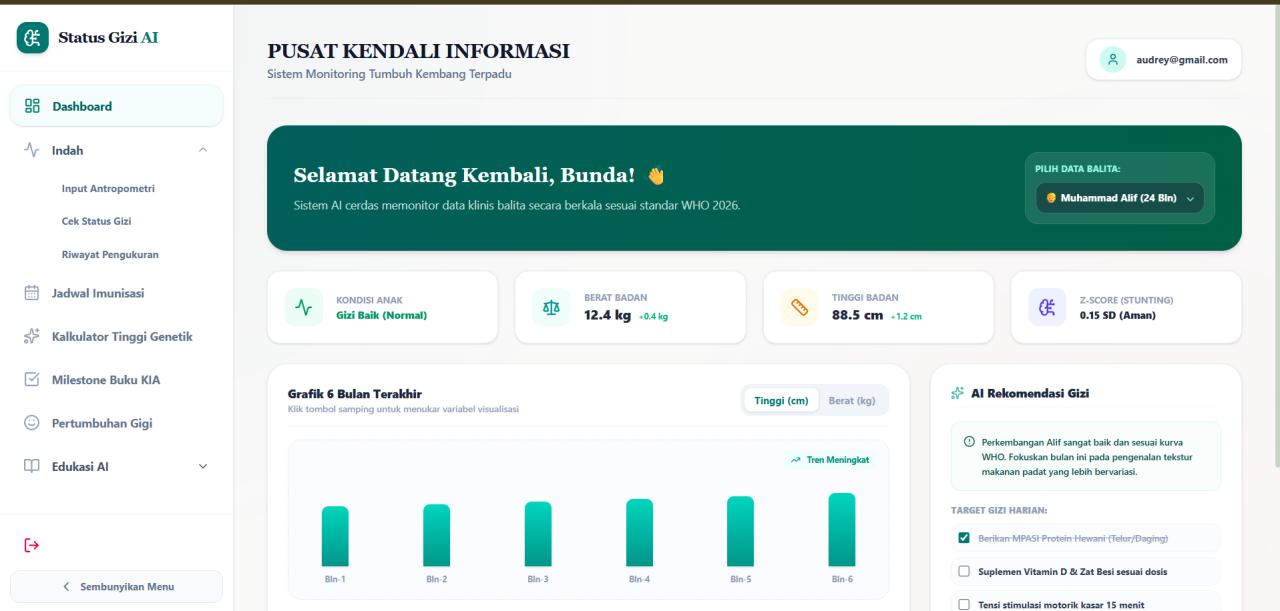 Status Gizi AI
Dashboard
Indah
Input Antropometri
Cek Status Gizi
Riwayat Pengukuran
Jadwal Imunisasi
Kalkulator Tinggi Genetik
Milestone Buku KIA
Pertumbuhan Gigi
Edukasi AI
Sembunyikan Menu
PUSAT KENDALI INFORMASI
Sistem Monitoring Tumbuh Kembang Terpadu
audrey@gmail.com
Selamat Datang Kembali, Bunda! 👋
Sistem AI cerdas memonitor data klinis balita secara berkala sesuai standar WHO 2026.
PILIH DATA BALITA:
Muhammad Alif (24 Bln)
KONDISI ANAK
Gizi Baik (Normal)
BERAT BADAN
12.4 kg +0.4 kg
TINGGI BADAN
88.5 cm +1.2 cm
Z-SCORE (STUNTING)
0.15 SD (Aman)
Grafik 6 Bulan Terakhir
Klik tombol samping untuk menukar variabel visualisasi
Tinggi (cm) Berat (kg)
Tren Meningkat
Bln-1 Bln-2 Bln-3 Bln-4 Bln-5 Bln-6
AI Rekomendasi Gizi
Perkembangan Alif sangat baik dan sesuai kurva
WHO. Fokuskan bulan ini pada pengenalan tekstur
makanan padat yang lebih bervariasi.
TARGET GIZI HARIAN:
Berikan MPASI Protein Hewani (Telur/Daging)
Suplemen Vitamin D & Zat Besi sesuai dosis
Tensi stimulasi motorik kasar 15 menit